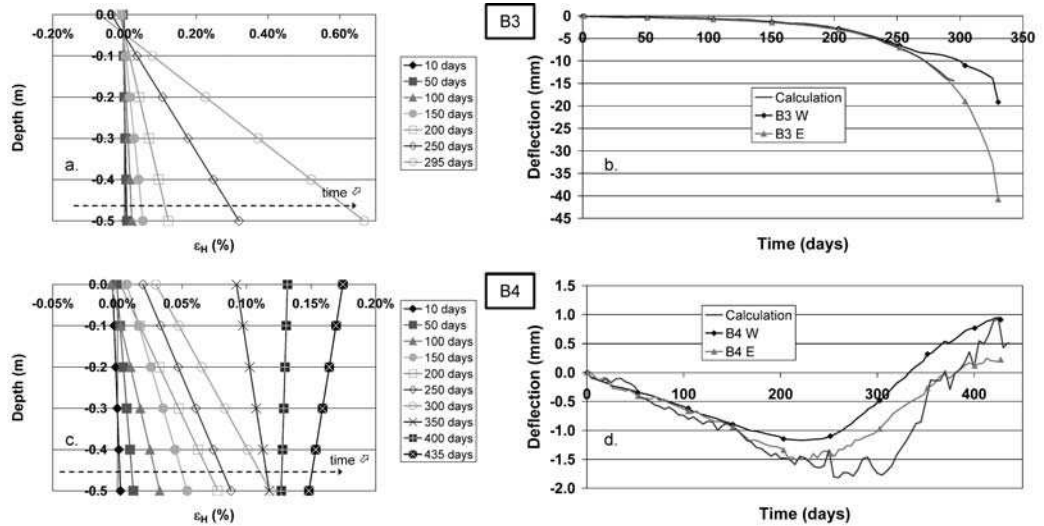 a.
0.0
-0.20% 0.00% 0.20% 0.40% 0.60%
-0.1
-0.2
-0.3
-0.4
-0.5
Depth (m)
εH (%)
time ⇗
10 days
50 days
100 days
150 days
200 days
250 days
295 days
B3
0
-5
-10
-15
-20
-25
-30
-35
-40
-45
0 50 100 150 200 250 300 350
Deflection (mm)
Calculation
B3 W
B3 E
b.
Time (days)
0.0
-0.05% 0.00% 0.05% 0.10% 0.15% 0.20%
-0.1
-0.2
-0.3
-0.4
-0.5
Depth (m)
c.
time ⇗
εH (%)
10 days
50 days
100 days
150 days
200 days
250 days
300 days
350 days
400 days
435 days
B4
1.5
1.0
0.5
0.0
-0.5
-1.0
-1.5
-2.0
0 100 200 300 400
Deflection (mm)
Calculation
B4 W
B4 E
d.
Time (days)